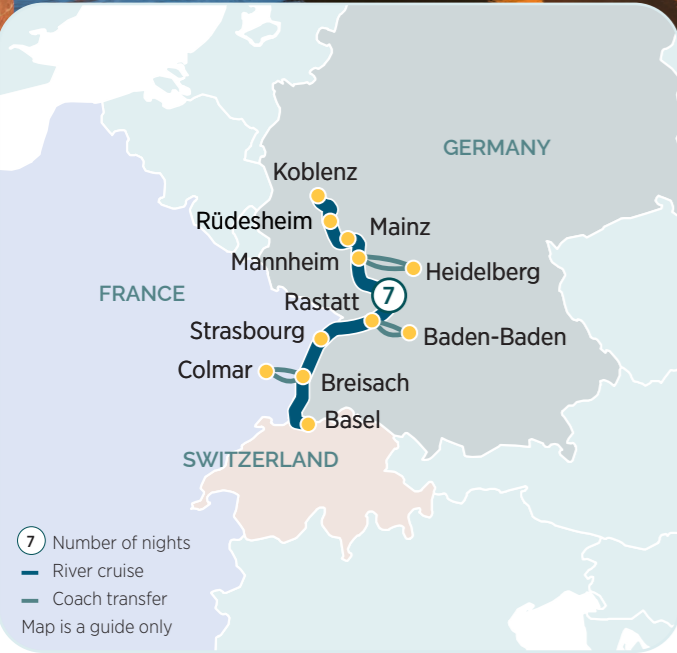 GERMANY
Koblenz
Rüdesheim
Mainz
Mannheim
Heidelberg
FRANCE
Rastatt
7
Strasbourg
Baden-Baden
Colmar
Breisach
Basel
SWITZERLAND
7 Number of nights
River cruise
Coach transfer
Map is a guide only